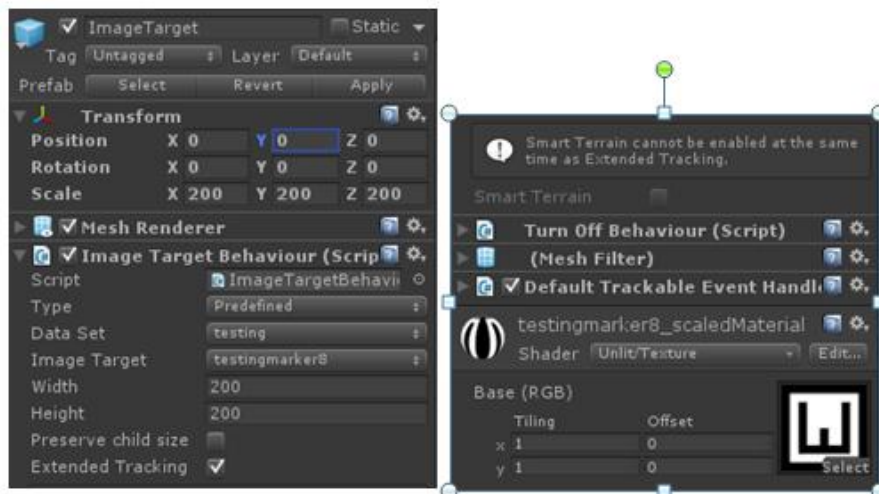 ImageTarget Static
Tag Untagged Layer Default
Prefab Select Revert Apply
Transform
Position X 0 Y 0 Z 0
Rotation X 0 Y 0 Z 0
Scale X 200 Y 200 Z 200
Mesh Renderer
Image Target Behaviour (Scrip
Script ImageTargetBehavi
Type Predefined
Data Set testing
Image Target testingmarker8
Width 200
Height 200
Preserve child size
Extended Tracking
Smart Terrain cannot be enabled at the same
time as Extended Tracking.
Smart Terrain
Turn Off Behaviour (Script)
(Mesh Filter)
Default Trackable Event Handl
testingmarker8_scaledMaterial
Shader Unlit/Texture Edit...
Base (RGB)
Tiling Offset
x 1 0
y 1 0
Select